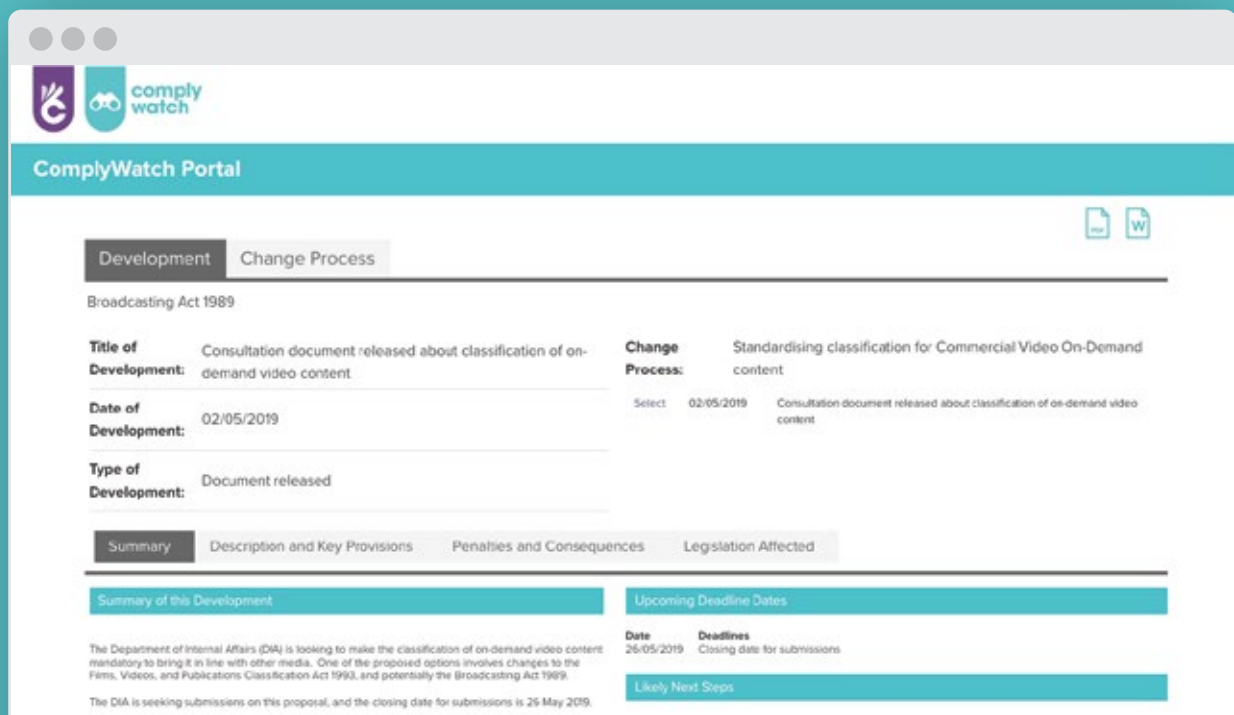 comply
watch
ComplyWatch Portal
PDF W
Development Change Process
Broadcasting Act 1989
Title of
Development:
Consultation document released about classification of on-
demand video content
Date of
Development:
02/05/2019
Type of
Development:
Document released
Change
Process:
Standardising classification for Commercial Video On-Demand
content
Select 02/05/2019 Consultation document released about classification of on-demand video
content
Summary Description and Key Provisions Penalties and Consequences Legislation Affected
Summary of this Development
The Department of Internal Affairs (DIA) is looking to make the classification of on-demand video content
mandatory to bring it in line with other media. One of the proposed options involves changes to the
Films, Videos, and Publications Classification Act 1993, and potentially the Broadcasting Act 1989.
The DIA is seeking submissions on this proposal, and the closing date for submissions is 26 May 2019.
Upcoming Deadline Dates
Date Deadlines
26/05/2019 Closing date for submissions
Likely Next Steps